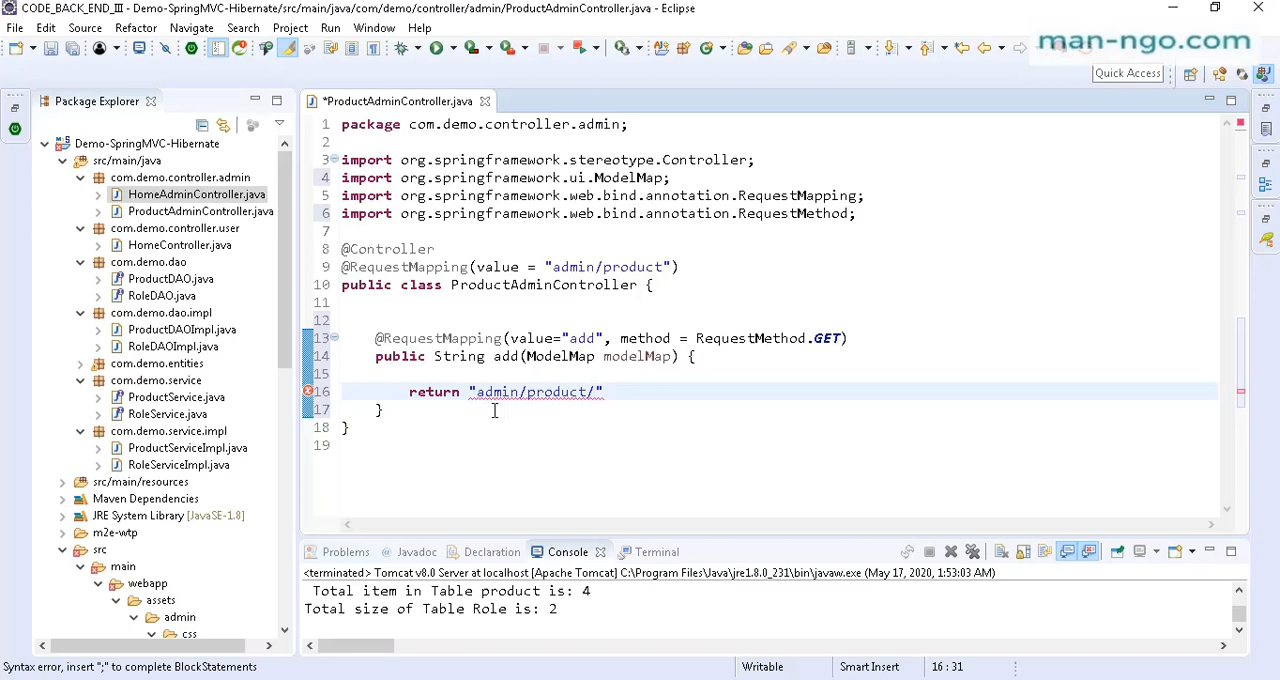 CODE_BACK_END_III - Demo-SpringMVC-Hibernate/src/main/java/com/demo/controller/admin/ProductAdminController.java - Eclipse
File Edit Source Refactor Navigate Search Project Run Window Help
man-ngo.com
Quick Access
Package Explorer
Demo-SpringMVC-Hibernate
src/main/java
com.demo.controller.admin
HomeAdminController.java
ProductAdminController.java
com.demo.controller.user
HomeController.java
com.demo.dao
ProductDAO.java
RoleDAO.java
com.demo.dao.impl
ProductDAOImpl.java
RoleDAOImpl.java
com.demo.entities
com.demo.service
ProductService.java
RoleService.java
com.demo.service.impl
ProductServiceImpl.java
RoleServiceImpl.java
src/main/resources
Maven Dependencies
JRE System Library [JavaSE-1.8]
m2e-wtp
src
main
webapp
assets
admin
css
*ProductAdminController.java
1 package com.demo.controller.admin;
2
3 import org.springframework.stereotype.Controller;
4 import org.springframework.ui.ModelMap;
5 import org.springframework.web.bind.annotation.RequestMapping;
6 import org.springframework.web.bind.annotation.RequestMethod;
7
8 @Controller
9 @RequestMapping(value = "admin/product")
10 public class ProductAdminController {
11
12
13 @RequestMapping(value="add", method = RequestMethod.GET)
14 public String add(ModelMap modelMap) {
15
16 return "admin/product/"
17 }
18 }
19
Problems @ Javadoc Declaration Console Terminal
<terminated> Tomcat v8.0 Server at localhost [Apache Tomcat] C:\Program Files\Java\jre1.8.0_231\bin\javaw.exe (May 17, 2020, 1:53:03 AM)
Total item in Table product is: 4
Total size of Table Role is: 2
Syntax error, insert ";" to complete BlockStatements
Writable
Smart Insert
16 : 31